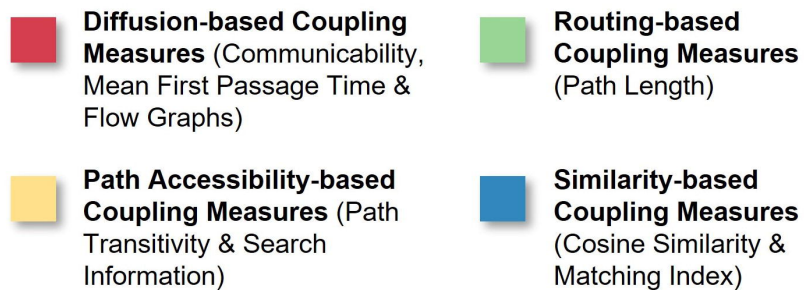 Diffusion-based Coupling
Measures (Communicability,
Mean First Passage Time &
Flow Graphs)
Routing-based
Coupling Measures
(Path Length)
Path Accessibility-based
Coupling Measures (Path
Transitivity & Search
Information)
Similarity-based
Coupling Measures
(Cosine Similarity &
Matching Index)